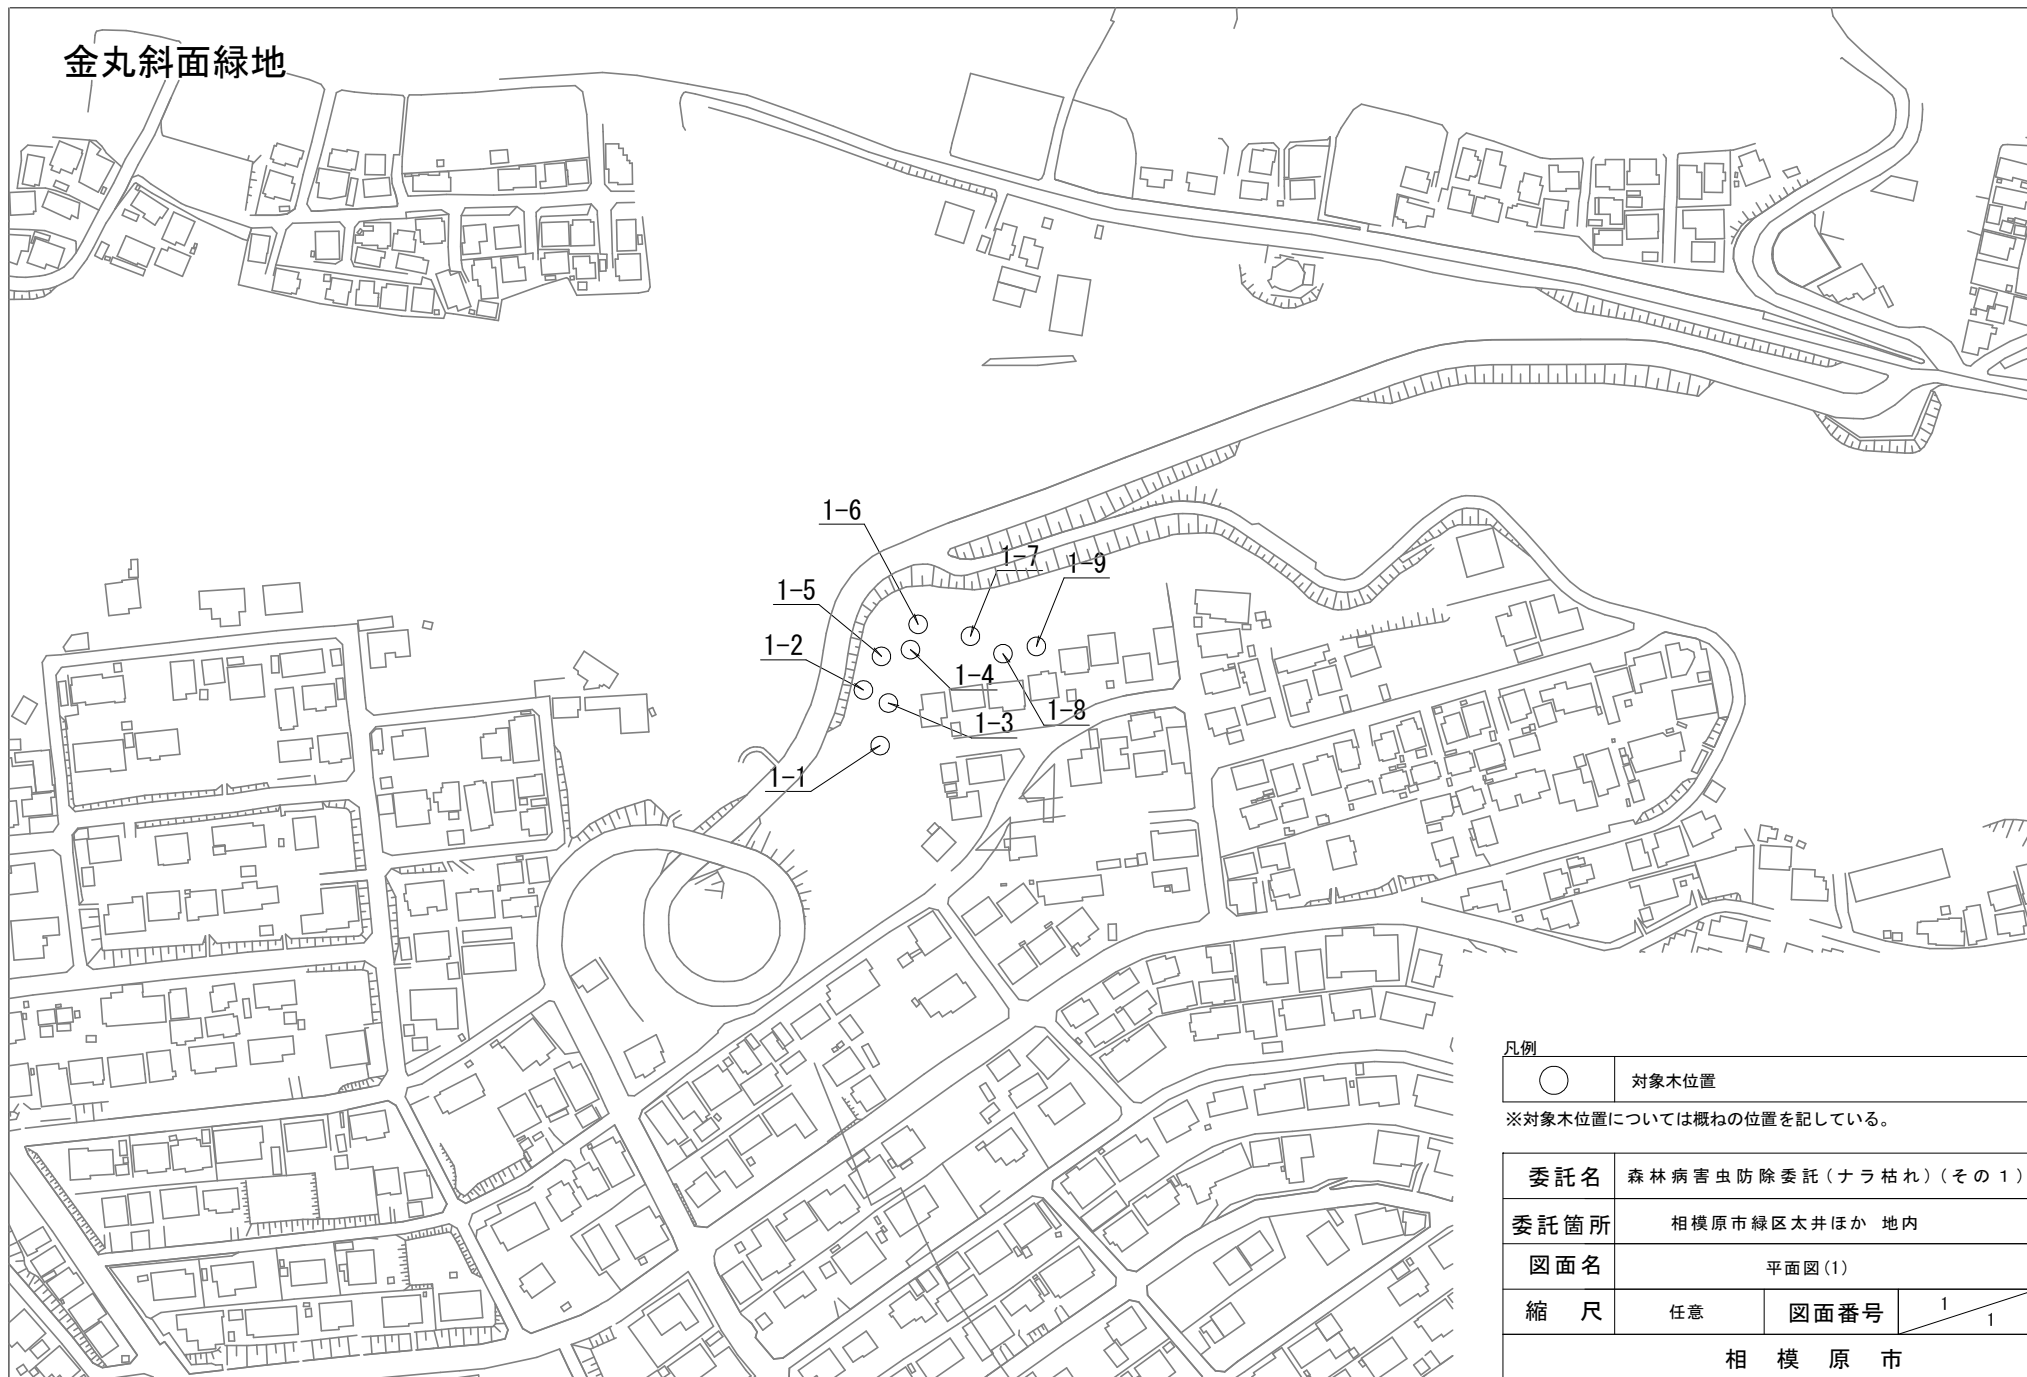 金丸斜面緑地
1-6
1-7
1-9
1-5
1-2
1-4
1-8
1-3
1-1
凡例
対象木位置
※対象木位置については概ねの位置を記している。
委託名 森林病害虫防除委託(ナラ枯れ)(その1)
委託箇所 相模原市緑区太井ほか 地内
図面名 平面図(1)
縮尺 任意 図面番号 1/1
相模原市